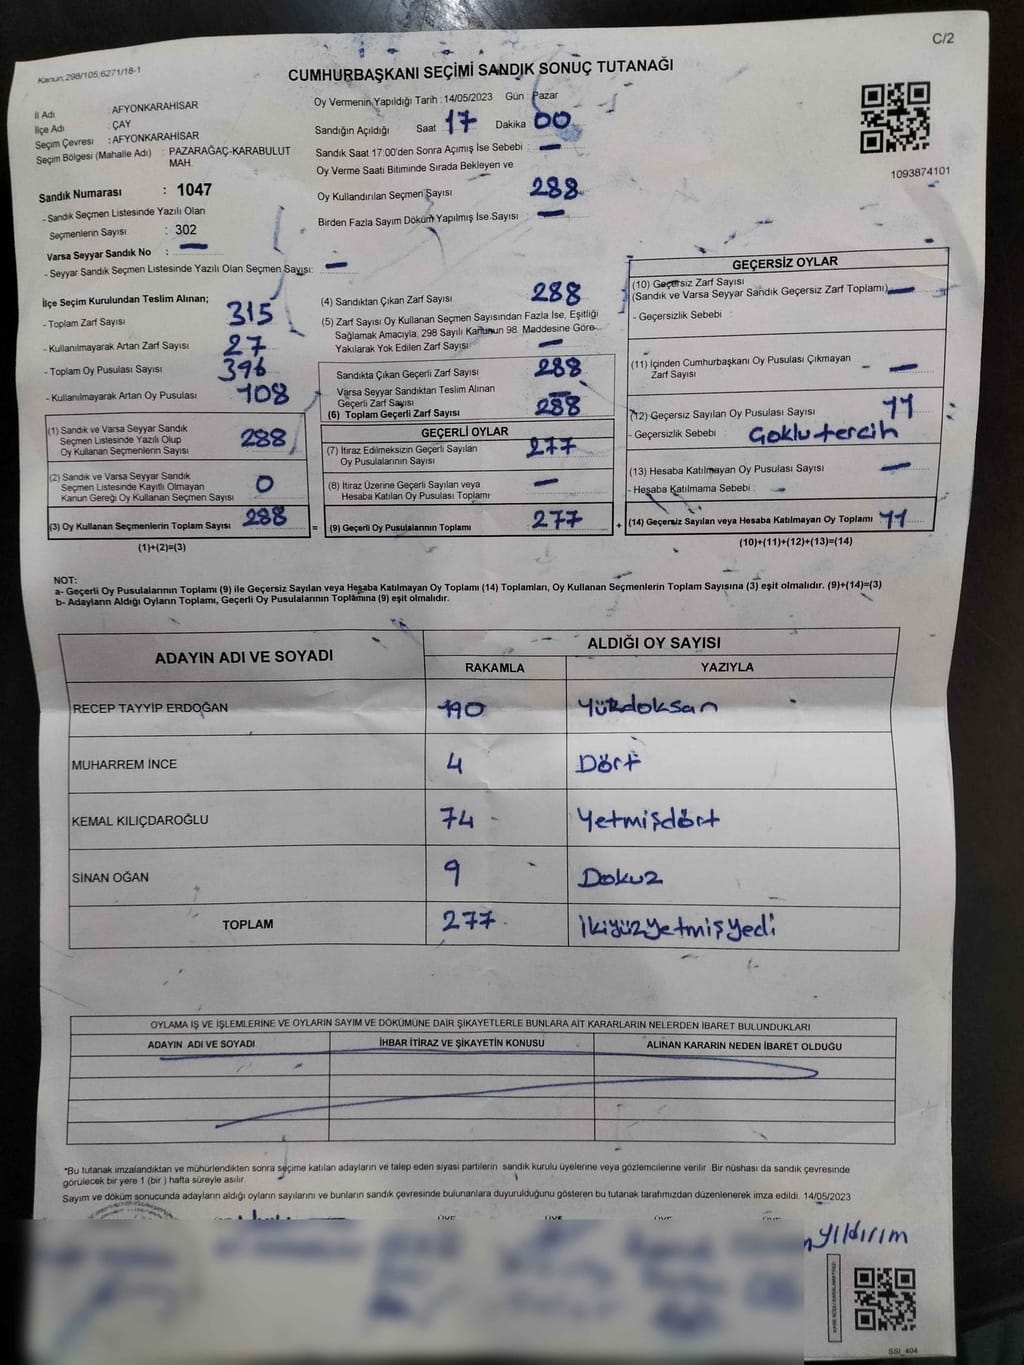 C/2
Kanun:298/105,6271/18-1
CUMHURBAŞKANI SEÇİMİ SANDIK SONUÇ TUTANAĞI
İl Adı : AFYONKARAHİSAR
İlçe Adı : ÇAY
Seçim Çevresi : AFYONKARAHİSAR
Seçim Bölgesi (Mahalle Adı) : PAZARAĞAÇ-KARABULUT
MAH.
Sandık Numarası : 1047
- Sandık Seçmen Listesinde Yazılı Olan
Seçmenlerin Sayısı : 302
Varsa Seyyar Sandık No : —
- Seyyar Sandık Seçmen Listesinde Yazılı Olan Seçmen Sayısı: —
Oy Vermenin Yapıldığı Tarih : 14/05/2023 Gün : Pazar
Sandığın Açıldığı Saat 17 Dakika 00
Sandık Saat 17:00'den Sonra Açımış İse Sebebi : —
Oy Verme Saati Bitiminde Sırada Bekleyen ve
Oy Kullandırılan Seçmen Sayısı 288
Birden Fazla Sayım Döküm Yapılmış İse Sayısı : —
1093874101
İlçe Seçim Kurulundan Teslim Alınan;
- Toplam Zarf Sayısı 315
- Kullanılmayarak Artan Zarf Sayısı 27
- Toplam Oy Pusulası Sayısı 396
- Kullanılmayarak Artan Oy Pusulası 108
(1) Sandık ve Varsa Seyyar Sandık
Seçmen Listesinde Yazılı Olup
Oy Kullanan Seçmenlerin Sayısı 288
(2) Sandık ve Varsa Seyyar Sandık
Seçmen Listesinde Kayıtlı Olmayan
Kanun Gereği Oy Kullanan Seçmen Sayısı 0
(3) Oy Kullanan Seçmenlerin Toplam Sayısı 288
(1)+(2)=(3)
(4) Sandıktan Çıkan Zarf Sayısı 288
(5) Zarf Sayısı Oy Kullanan Seçmen Sayısından Fazla İse, Eşitliği
Sağlamak Amacıyla; 298 Sayılı Kanunun 98. Maddesine Göre
Yakılarak Yok Edilen Zarf Sayısı —
Sandıkta Çıkan Geçerli Zarf Sayısı 288
Varsa Seyyar Sandıktan Teslim Alınan
Geçerli Zarf Sayısı —
(6) Toplam Geçerli Zarf Sayısı 288
GEÇERLİ OYLAR
(7) İtiraz Edilmeksizin Geçerli Sayılan
Oy Pusulalarının Sayısı 277
(8) İtiraz Üzerine Geçerli Sayılan veya
Hesaba Katılan Oy Pusulası Toplamı —
= (9) Geçerli Oy Pusulalarının Toplamı 277 +
GEÇERSİZ OYLAR
(10) Geçersiz Zarf Sayısı
(Sandık ve Varsa Seyyar Sandık Geçersiz Zarf Toplamı) —
- Geçersizlik Sebebi :
(11) İçinden Cumhurbaşkanı Oy Pusulası Çıkmayan
Zarf Sayısı —
(12) Geçersiz Sayılan Oy Pusulası Sayısı 11
- Geçersizlik Sebebi : Çoklu tercih
(13) Hesaba Katılmayan Oy Pusulası Sayısı —
- Hesaba Katılmama Sebebi : —
(14) Geçersiz Sayılan veya Hesaba Katılmayan Oy Toplamı 11
(10)+(11)+(12)+(13)=(14)
NOT:
a- Geçerli Oy Pusulalarının Toplamı (9) ile Geçersiz Sayılan veya Hesaba Katılmayan Oy Toplamı (14) Toplamları, Oy Kullanan Seçmenlerin Toplam Sayısına (3) eşit olmalıdır. (9)+(14)=(3)
b- Adayların Aldığı Oyların Toplamı, Geçerli Oy Pusulalarının Toplamına (9) eşit olmalıdır.
ADAYIN ADI VE SOYADI ALDIĞI OY SAYISI
RAKAMLA YAZIYLA
RECEP TAYYİP ERDOĞAN 190 Yüzdoksan
MUHARREM İNCE 4 Dört
KEMAL KILIÇDAROĞLU 74 Yetmişdört
SİNAN OĞAN 9 Dokuz
TOPLAM 277 İkiyüzyetmişyedi
OYLAMA İŞ VE İŞLEMLERİNE VE OYLARIN SAYIM VE DÖKÜMÜNE DAİR ŞİKAYETLERLE BUNLARA AİT KARARLARIN NELERDEN İBARET BULUNDUKLARI
ADAYIN ADI VE SOYADI İHBAR İTİRAZ VE ŞİKAYETİN KONUSU ALINAN KARARIN NEDEN İBARET OLDUĞU
*Bu tutanak imzalandıktan ve mühürlendikten sonra seçime katılan adayların ve talep eden siyasi partilerin sandık kurulu üyelerine veya gözlemcilerine verilir. Bir nüshası da sandık çevresinde
görülecek bir yere 1 (bir ) hafta süreyle asılır.
Sayım ve döküm sonucunda adayların aldığı oyların sayılarını ve bunların sandık çevresinde bulunanlara duyurulduğunu gösteren bu tutanak tarafımızdan düzenlenerek imza edildi. 14/05/2023
ÜYE ÜYE ÜYE ÜYE
Yıldırım
SSI_404